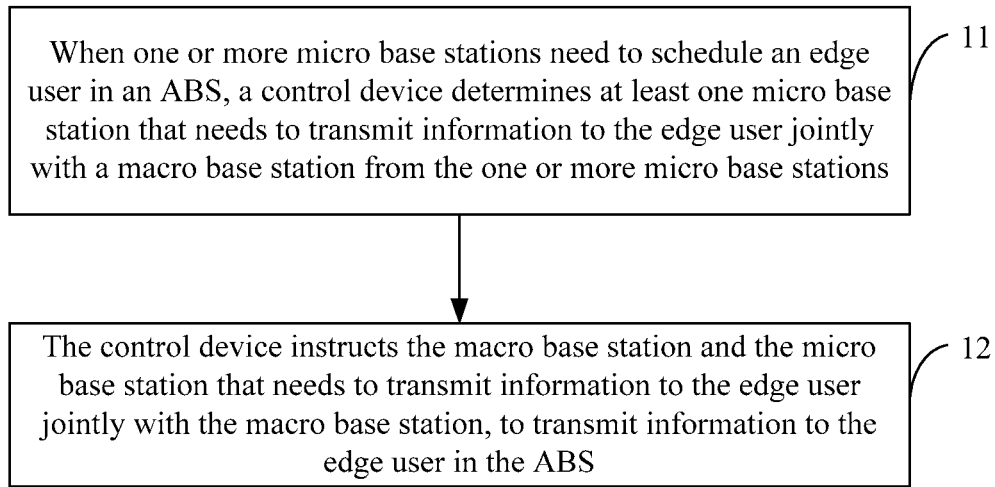 When one or more micro base stations need to schedule an edge
user in an ABS, a control device determines at least one micro base
station that needs to transmit information to the edge user jointly
with a macro base station from the one or more micro base stations
11
The control device instructs the macro base station and the micro
base station that needs to transmit information to the edge user
jointly with the macro base station, to transmit information to the
edge user in the ABS
12